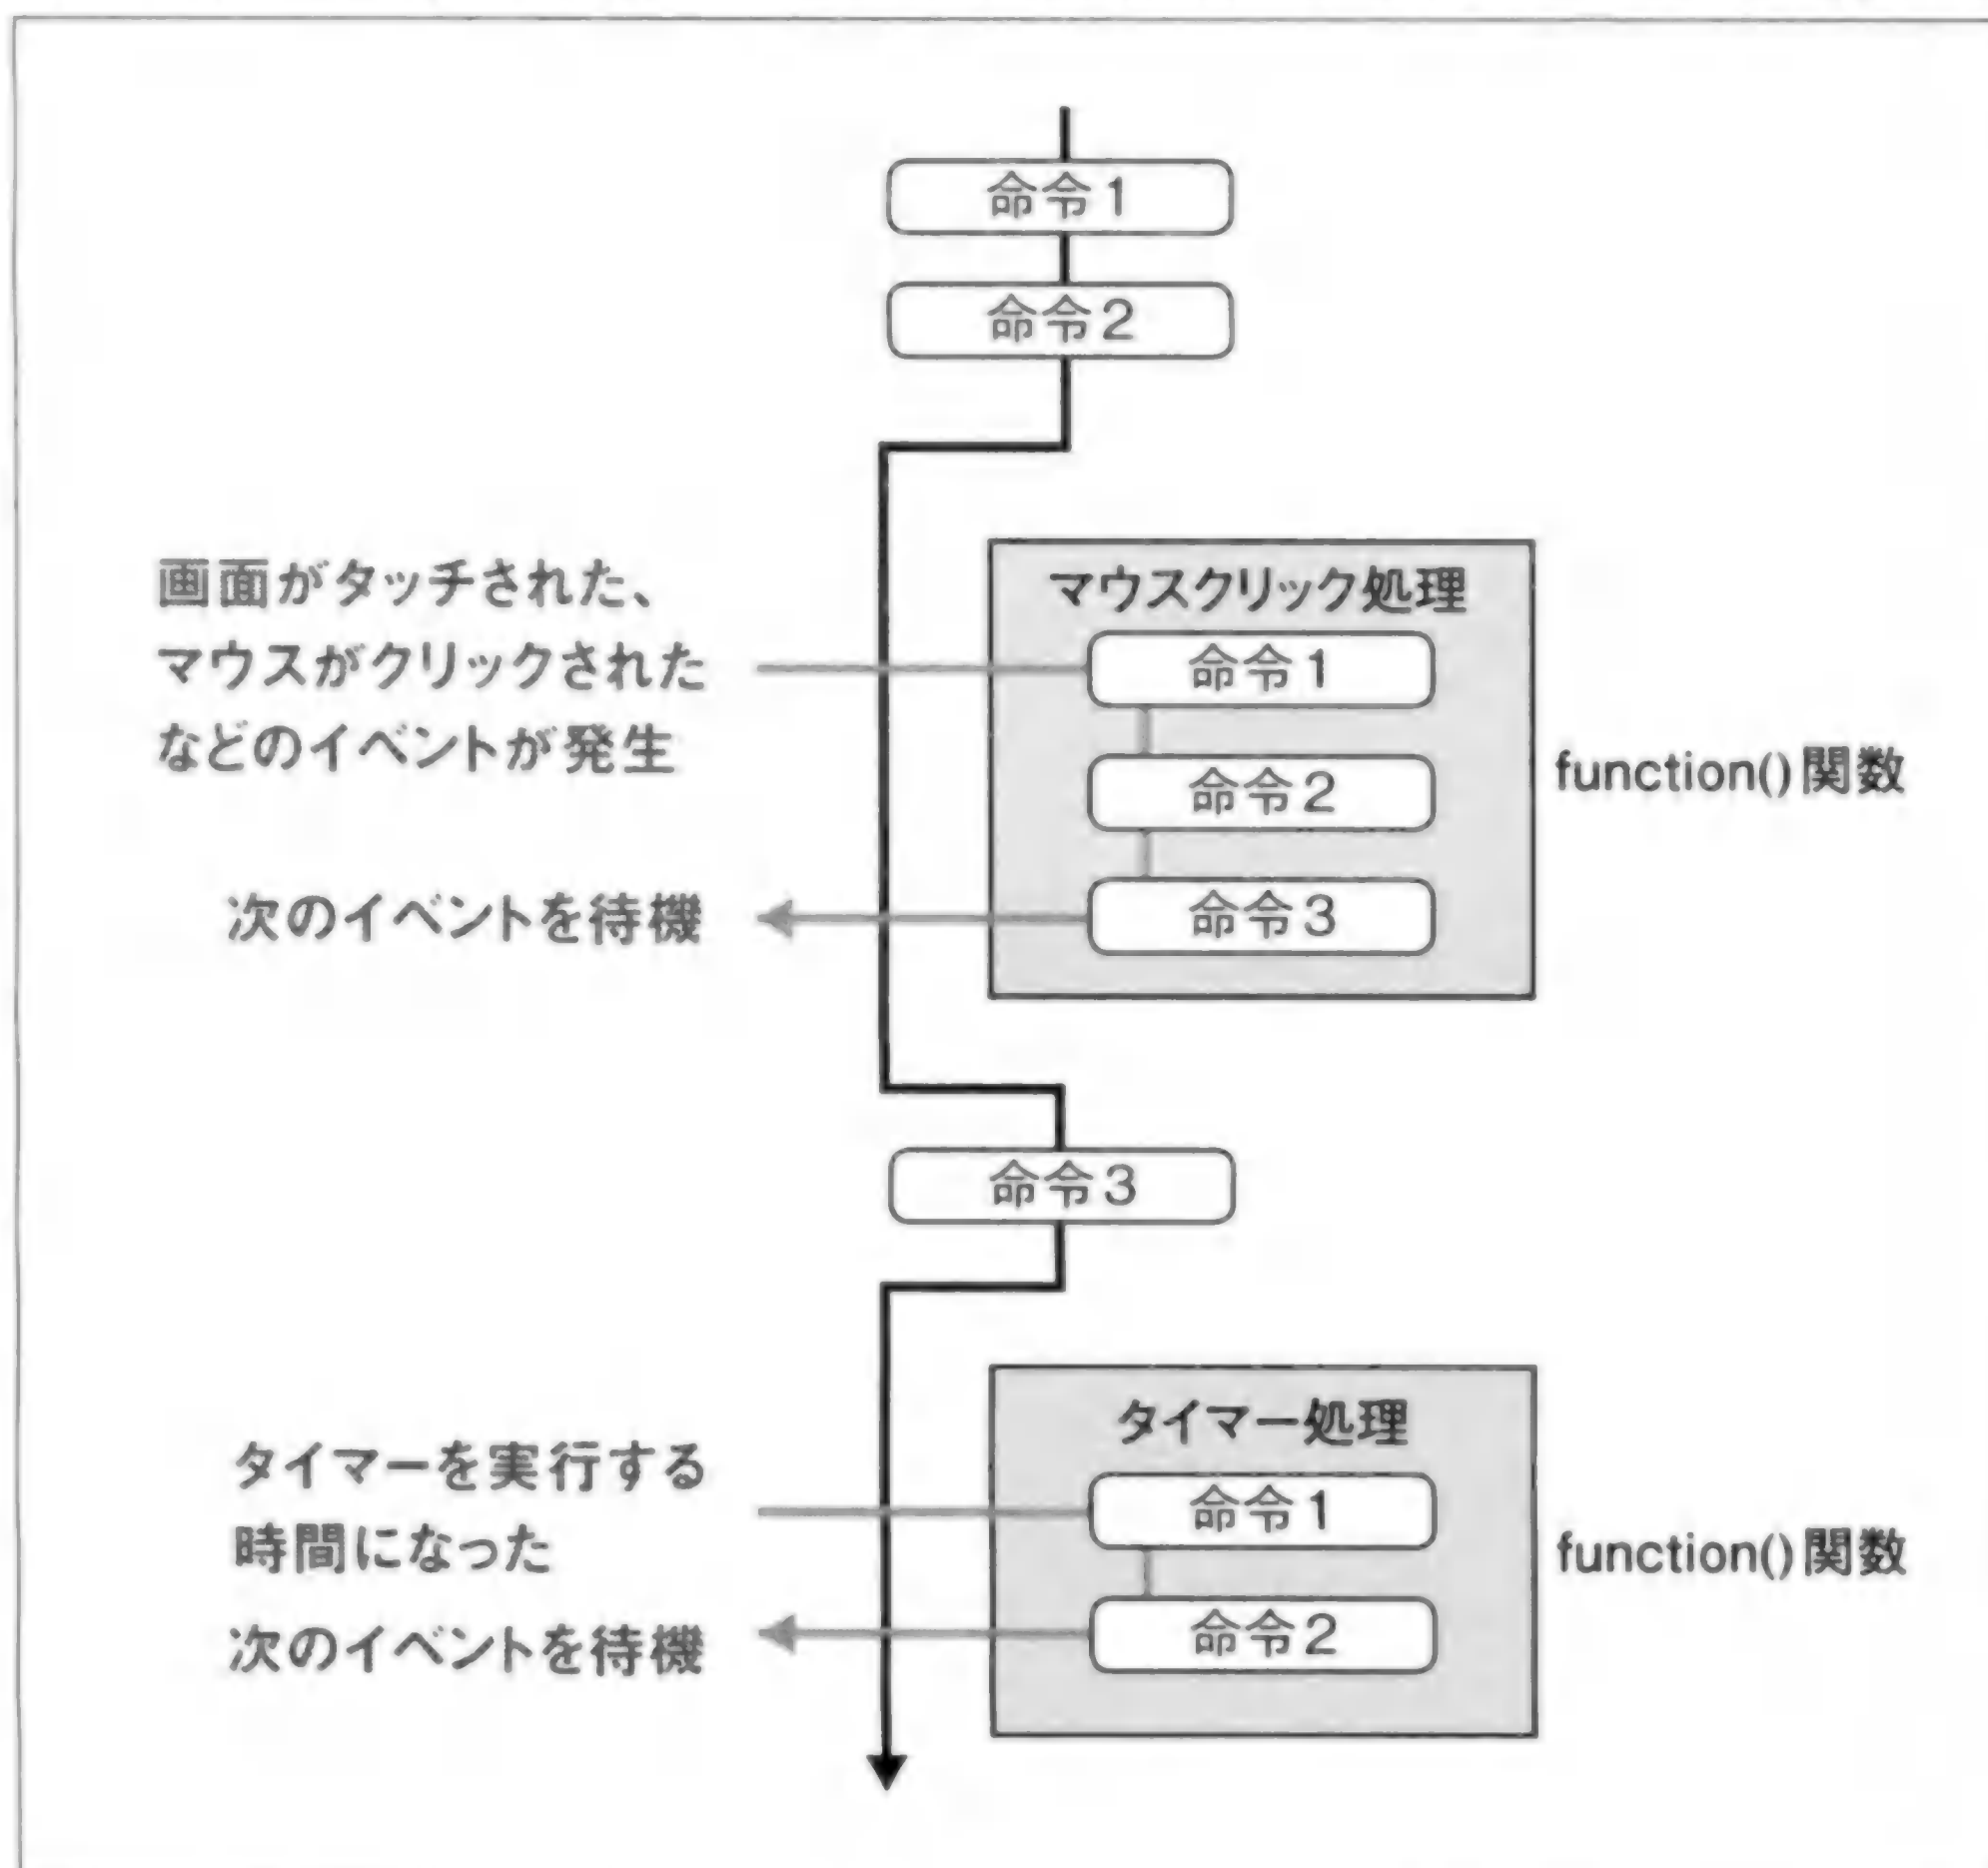 命令1
命令2
画面がタッチされた、
マウスがクリックされた
などのイベントが発生
次のイベントを待機
マウスクリック処理
命令1
命令2
命令3
function()関数
命令3
タイマーを実行する
時間になった
次のイベントを待機
タイマー処理
命令1
命令2
function()関数